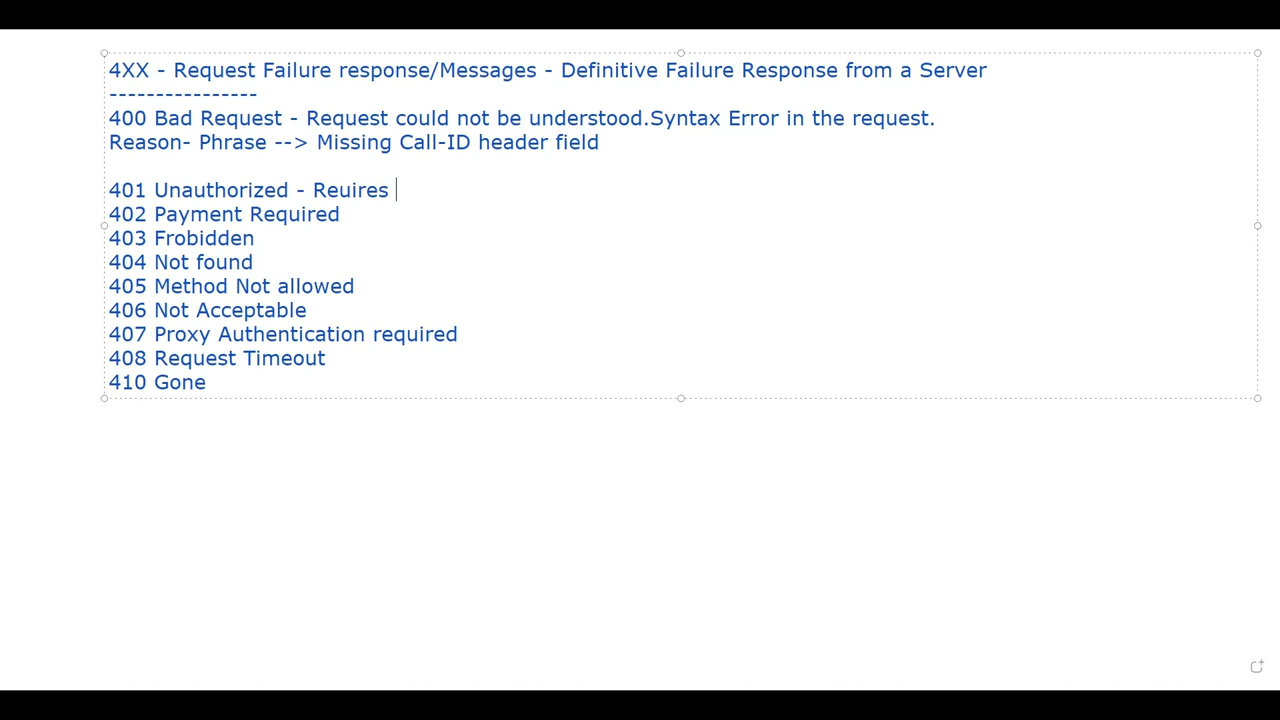 4XX - Request Failure response/Messages - Definitive Failure Response from a Server
----------------
400 Bad Request - Request could not be understood.Syntax Error in the request.
Reason- Phrase --> Missing Call-ID header field
401 Unauthorized - Reuires
402 Payment Required
403 Frobidden
404 Not found
405 Method Not allowed
406 Not Acceptable
407 Proxy Authentication required
408 Request Timeout
410 Gone